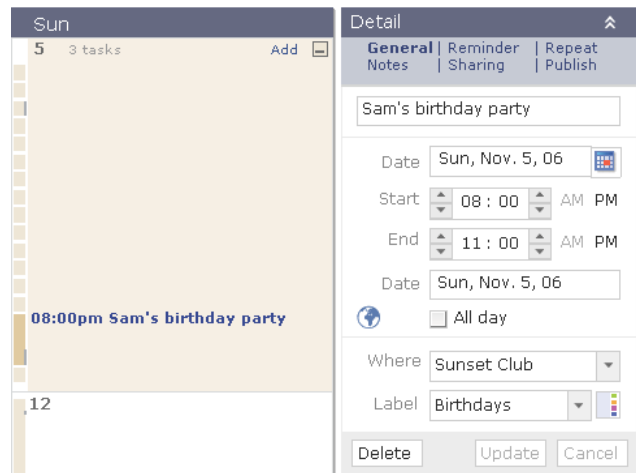 Sun
5 3 tasks Add
08:00pm Sam's birthday party
12
Detail
General | Reminder | Repeat
Notes | Sharing | Publish
Sam's birthday party
Date Sun, Nov. 5, 06
Start 08 : 00 AM PM
End 11 : 00 AM PM
Date Sun, Nov. 5, 06
All day
Where Sunset Club
Label Birthdays
Delete Update Cancel